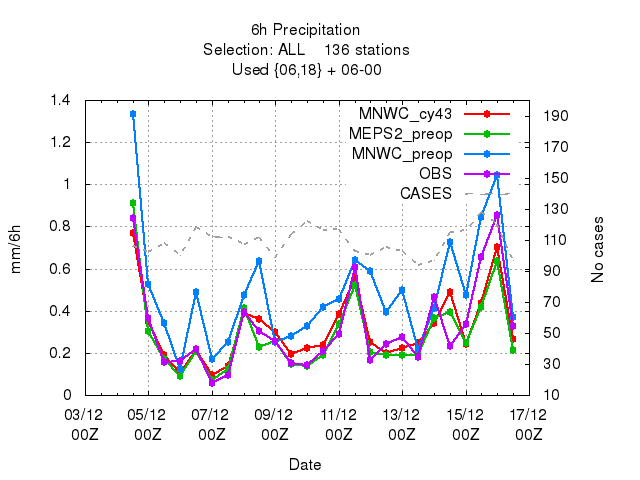 6h Precipitation
Selection: ALL    136 stations
Used {06,18} + 06-00
1.4
1.2
1
0.8
0.6
0.4
0.2
0
mm/6h
190
170
150
130
110
90
70
50
30
10
No cases
MNWC_cy43
MEPS2_preop
MNWC_preop
OBS
CASES
03/12 05/12 07/12 09/12 11/12 13/12 15/12 17/12
00Z 00Z 00Z 00Z 00Z 00Z 00Z 00Z
Date